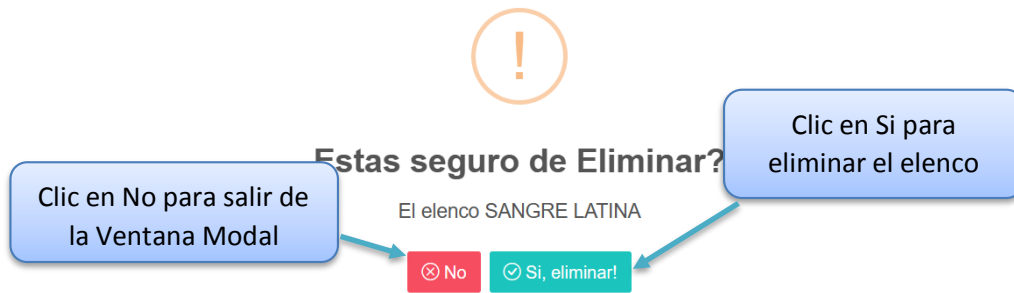 !
Estas seguro de Eliminar?
El elenco SANGRE LATINA
No
Si, eliminar!
Clic en No para salir de
la Ventana Modal
Clic en Si para
eliminar el elenco